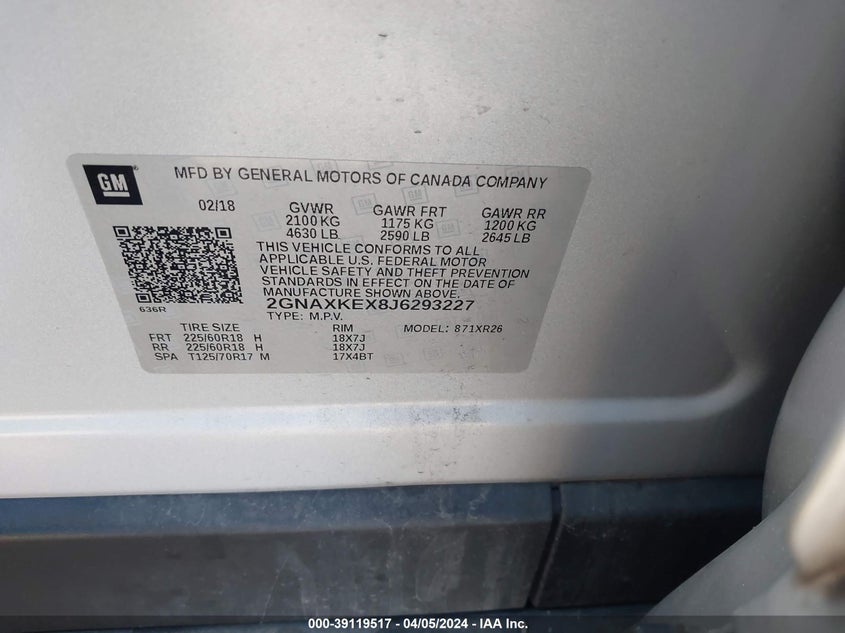 GM
MFD BY GENERAL MOTORS OF CANADA COMPANY
02/18 GVWR GAWR FRT GAWR RR
2100 KG 1175 KG 1200 KG
4630 LB 2590 LB 2645 LB
THIS VEHICLE CONFORMS TO ALL
APPLICABLE U.S. FEDERAL MOTOR
VEHICLE SAFETY AND THEFT PREVENTION
STANDARDS IN EFFECT ON THE DATE OF
MANUFACTURE SHOWN ABOVE.
2GNAXKEX8J6293227
636R
TYPE: M.P.V.
TIRE SIZE RIM MODEL: 871XR26
FRT 225/60R18 H 18X7J
RR 225/60R18 H 18X7J
SPA T125/70R17 M 17X4BT
000-39119517 - 04/05/2024 - IAA Inc.